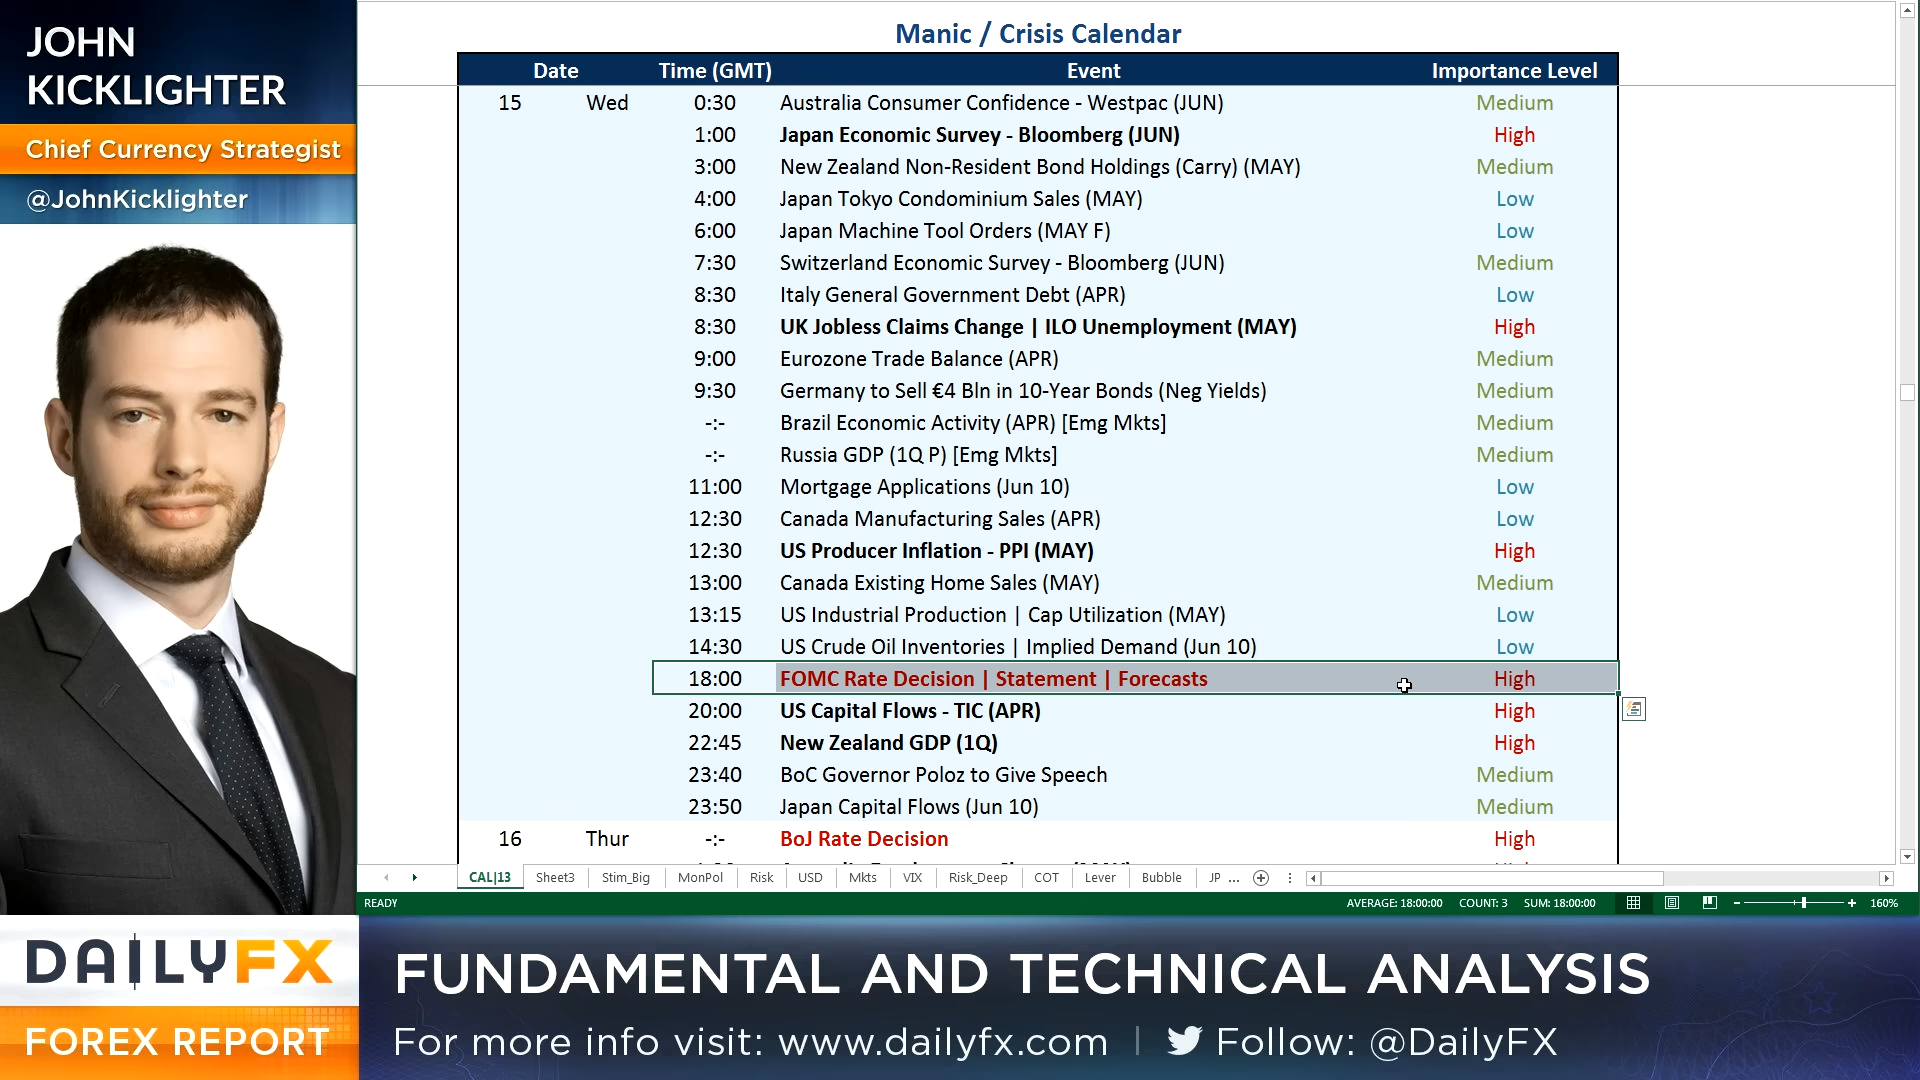 JOHN
KICKLIGHTER
Chief Currency Strategist
@JohnKicklighter
Manic / Crisis Calendar
Date Time (GMT) Event Importance Level
15 Wed 0:30 Australia Consumer Confidence - Westpac (JUN) Medium
1:00 Japan Economic Survey - Bloomberg (JUN) High
3:00 New Zealand Non-Resident Bond Holdings (Carry) (MAY) Medium
4:00 Japan Tokyo Condominium Sales (MAY) Low
6:00 Japan Machine Tool Orders (MAY F) Low
7:30 Switzerland Economic Survey - Bloomberg (JUN) Medium
8:30 Italy General Government Debt (APR) Low
8:30 UK Jobless Claims Change | ILO Unemployment (MAY) High
9:00 Eurozone Trade Balance (APR) Medium
9:30 Germany to Sell €4 Bln in 10-Year Bonds (Neg Yields) Medium
-:- Brazil Economic Activity (APR) [Emg Mkts] Medium
-:- Russia GDP (1Q P) [Emg Mkts] Medium
11:00 Mortgage Applications (Jun 10) Low
12:30 Canada Manufacturing Sales (APR) Low
12:30 US Producer Inflation - PPI (MAY) High
13:00 Canada Existing Home Sales (MAY) Medium
13:15 US Industrial Production | Cap Utilization (MAY) Low
14:30 US Crude Oil Inventories | Implied Demand (Jun 10) Low
18:00 FOMC Rate Decision | Statement | Forecasts High
20:00 US Capital Flows - TIC (APR) High
22:45 New Zealand GDP (1Q) High
23:40 BoC Governor Poloz to Give Speech Medium
23:50 Japan Capital Flows (Jun 10) Medium
16 Thur -:- BoJ Rate Decision High
CAL|13 Sheet3 Stim_Big MonPol Risk USD Mkts VIX Risk_Deep COT Lever Bubble JP ...
READY AVERAGE: 18:00:00 COUNT: 3 SUM: 18:00:00 160%
DAILYFX
FOREX REPORT
FUNDAMENTAL AND TECHNICAL ANALYSIS
For more info visit: www.dailyfx.com | Follow: @DailyFX